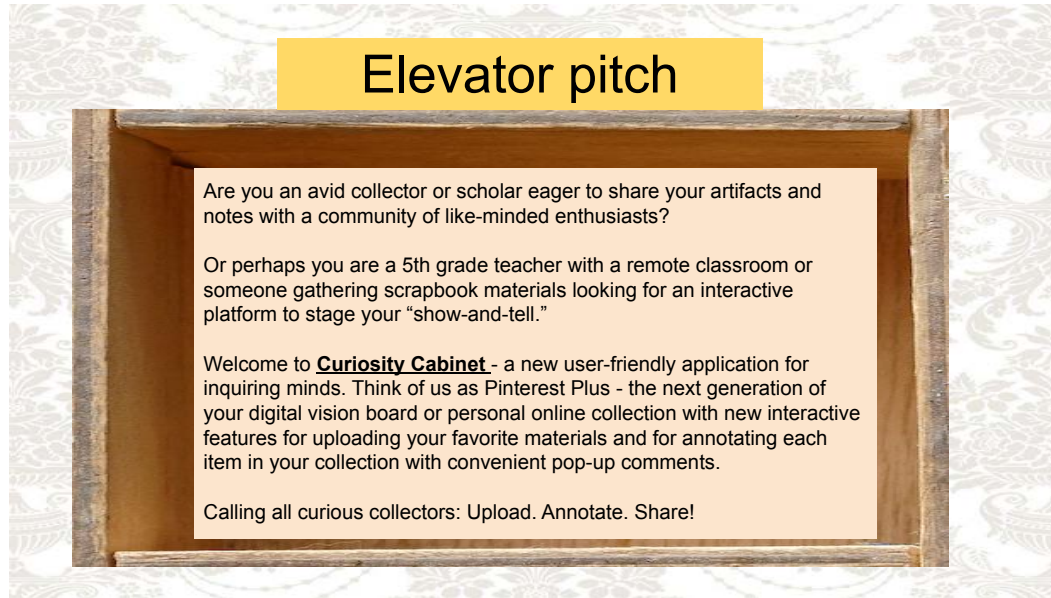 Elevator pitch
Are you an avid collector or scholar eager to share your artifacts and
notes with a community of like-minded enthusiasts?
Or perhaps you are a 5th grade teacher with a remote classroom or
someone gathering scrapbook materials looking for an interactive
platform to stage your “show-and-tell.”
Welcome to Curiosity Cabinet - a new user-friendly application for
inquiring minds. Think of us as Pinterest Plus - the next generation of
your digital vision board or personal online collection with new interactive
features for uploading your favorite materials and for annotating each
item in your collection with convenient pop-up comments.
Calling all curious collectors: Upload. Annotate. Share!